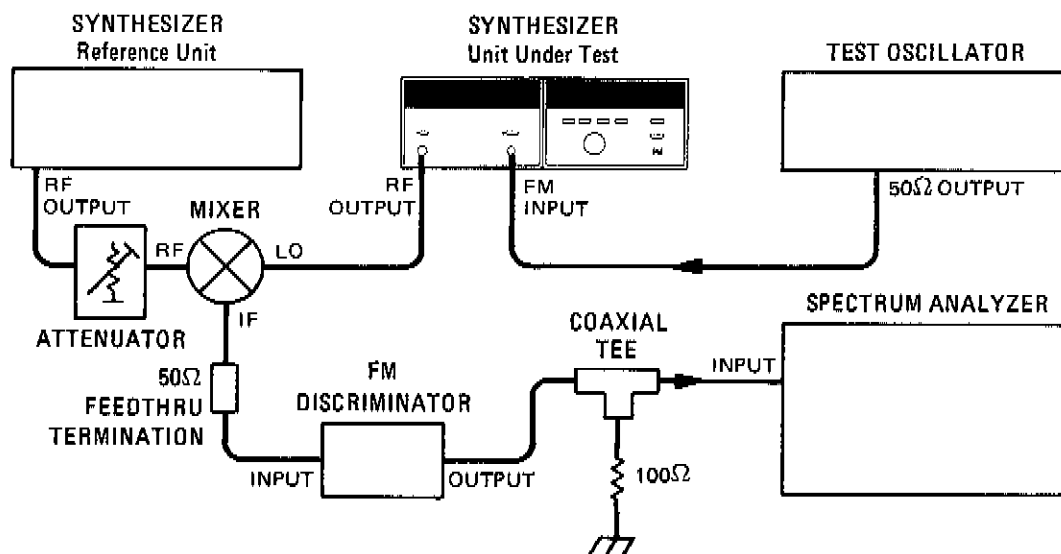 SYNTHESIZER
Reference Unit
SYNTHESIZER
Unit Under Test
TEST OSCILLATOR
RF
OUTPUT
MIXER
RF
OUTPUT
FM
INPUT
50Ω OUTPUT
RF
LO
IF
ATTENUATOR
50Ω
FEEDTHRU
TERMINATION
FM
DISCRIMINATOR
COAXIAL
TEE
SPECTRUM ANALYZER
INPUT
INPUT
OUTPUT
100Ω